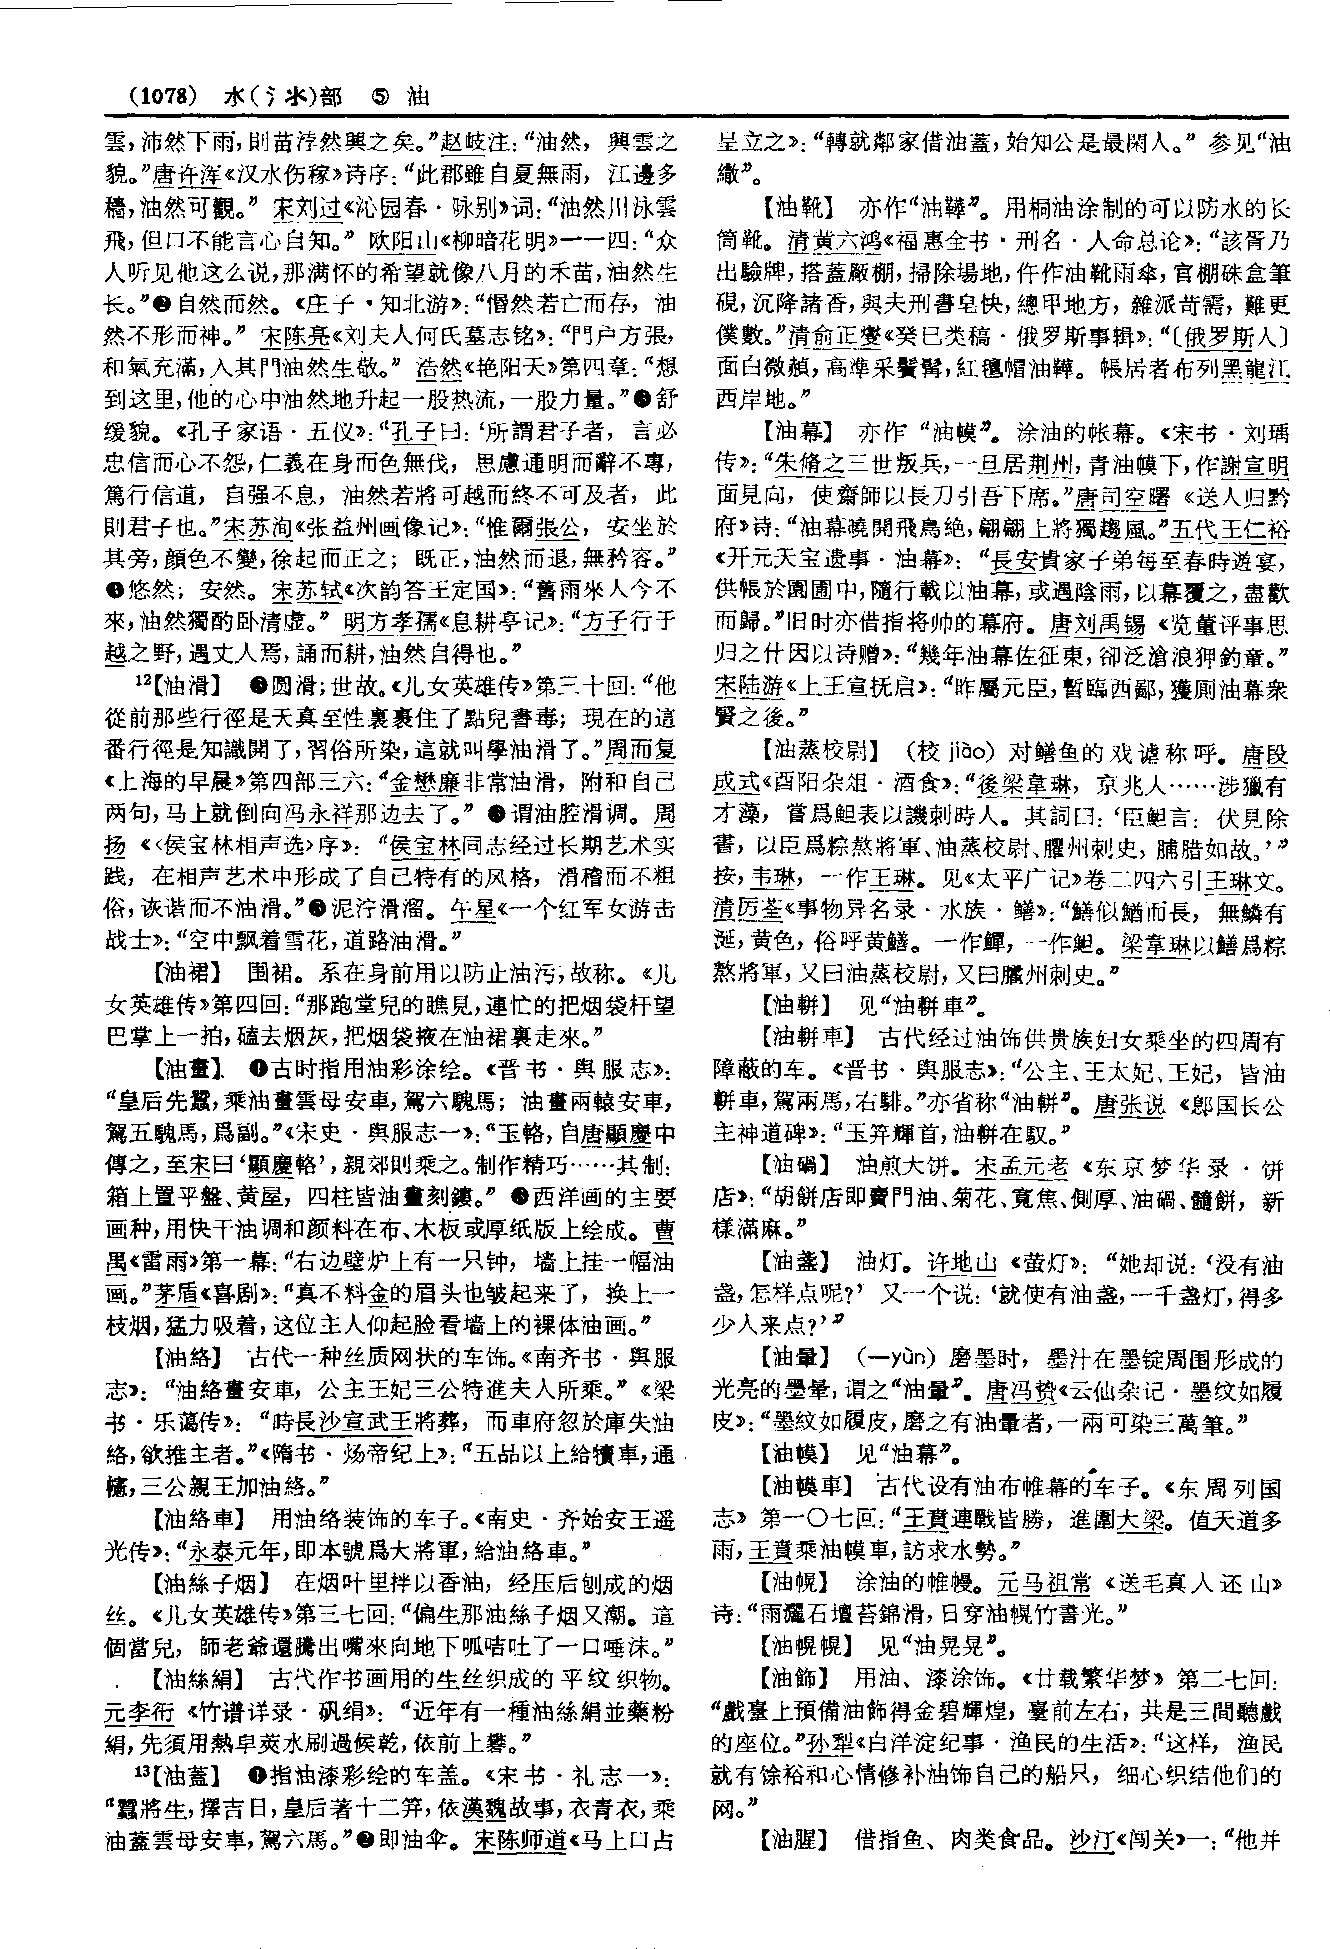 (1078) 水(氵氺)部 ⑤ 油
雲，沛然下雨，則苗浡然興之矣。”赵岐注：“油然，興雲之
貌。”唐许浑《汉水伤稼》诗序：“此郡雖自夏無雨，江邊多
穡，油然可觀。” 宋刘过《沁园春·咏别》词：“油然川泳雲
飛，但口不能言心自知。” 欧阳山《柳暗花明》一一四：“众
人听见他这么说，那满怀的希望就像八月的禾苗，油然生
长。”❷自然而然。《庄子·知北游》：“惛然若亡而存，油
然不形而神。” 宋陈亮《刘夫人何氏墓志铭》：“門户方張，
和氣充滿，入其門油然生敬。” 浩然《艳阳天》第四章：“想
到这里，他的心中油然地升起一股热流，一股力量。”❸舒
缓貌。《孔子家语·五仪》：“孔子曰：‘所謂君子者，言必
忠信而心不怨，仁義在身而色無伐，思慮通明而辭不專，
篤行信道，自强不息，油然若將可越而終不可及者，此
則君子也。”宋苏洵《张益州画像记》：“惟爾張公，安坐於
其旁，顔色不變，徐起而正之；既正，油然而退，無矜容。”
❹悠然；安然。宋苏轼《次韵答王定国》：“舊雨來人今不
來，油然獨酌卧清虚。” 明方孝孺《息耕亭记》：“方子行于
越之野，遇丈人焉，誦而耕，油然自得也。”
¹²【油滑】 ❶圆滑；世故。《儿女英雄传》第三十回：“他
從前那些行徑是天真至性裏裹住了點兒書毒；現在的這
番行徑是知識開了，習俗所染，這就叫學油滑了。”周而复
《上海的早晨》第四部三六：“金懋廉非常油滑，附和自己
两句，马上就倒向冯永祥那边去了。” ❷谓油腔滑调。周
扬《〈侯宝林相声选〉序》：“侯宝林同志经过长期艺术实
践，在相声艺术中形成了自己特有的风格，滑稽而不粗
俗，诙谐而不油滑。”❸泥泞滑溜。午星《一个红军女游击
战士》：“空中飘着雪花，道路油滑。”
【油裙】 围裙。系在身前用以防止油污，故称。《儿
女英雄传》第四回：“那跑堂兒的瞧見，連忙的把烟袋杆望
巴掌上一拍，磕去烟灰，把烟袋掖在油裙裏走來。”
【油畫】 ❶古时指用油彩涂绘。《晋书·舆服志》：
“皇后先蠶，乘油畫雲母安車，駕六騩馬；油畫兩轅安車，
駕五騩馬，爲副。”《宋史·舆服志一》：“玉輅，自唐顯慶中
傳之，至宋曰‘顯慶輅’，親郊則乘之。制作精巧……其制：
箱上置平盤、黄屋，四柱皆油畫刻鏤。” ❷西洋画的主要
画种，用快干油调和颜料在布、木板或厚纸版上绘成。曹
禺《雷雨》第一幕：“右边壁炉上有一只钟，墙上挂一幅油
画。”茅盾《喜剧》：“真不料金的眉头也皱起来了，换上一
枝烟，猛力吸着，这位主人仰起脸看墙上的裸体油画。”
【油絡】 古代一种丝质网状的车饰。《南齐书·舆服
志》：“油絡畫安車，公主王妃三公特進夫人所乘。”《梁
书·乐蔼传》：“時長沙宣武王將葬，而車府忽於庫失油
絡，欲推主者。”《隋书·炀帝纪上》：“五品以上給犢車，通
幰，三公親王加油絡。”
【油絡車】 用油络装饰的车子。《南史·齐始安王遥
光传》：“永泰元年，即本號爲大將軍，給油絡車。”
【油絲子烟】 在烟叶里拌以香油，经压后刨成的烟
丝。《儿女英雄传》第三七回：“偏生那油絲子烟又潮。這
個當兒，師老爺還騰出嘴來向地下呱咭吐了一口唾沫。”
【油絲絹】 古代作书画用的生丝织成的平纹织物。
元李衎《竹谱详录·矾绢》：“近年有一種油絲絹並藥粉
絹，先須用熱皁莢水刷過候乾，依前上礬。”
¹³【油蓋】 ❶指油漆彩绘的车盖。《宋书·礼志一》：
“蠶將生，擇吉日，皇后著十二笄，依漢魏故事，衣青衣，乘
油蓋雲母安車，駕六馬。”❷即油伞。宋陈师道《马上口占
呈立之》：“轉就鄰家借油蓋，始知公是最閑人。” 参见“油
繖”。
【油靴】 亦作“油鞾”。用桐油涂制的可以防水的长
筒靴。清黄六鸿《福惠全书·刑名·人命总论》：“該胥乃
出驗牌，搭蓋廠棚，掃除場地，仵作油靴雨傘，官棚硃盒筆
硯，沉降諸香，與夫刑書皂快，總甲地方，雜派苛需，難更
僕數。”清俞正燮《癸巳类稿·俄罗斯事辑》：“〔俄罗斯人〕
面白微頳，高準采鬢髯，紅氊帽油鞾。帳居者布列黑龍江
西岸地。”
【油幕】 亦作“油幙”。涂油的帐幕。《宋书·刘瑀
传》：“朱脩之三世叛兵，一旦居荆州，青油幙下，作謝宣明
面見向，使齋師以長刀引吾下席。”唐司空曙《送人归黔
府》诗：“油幕曉開飛鳥絶，翩翩上將獨趨風。”五代王仁裕
《开元天宝遗事·油幕》：“長安貴家子弟每至春時遊宴，
供帳於園圃中，隨行載以油幕，或遇陰雨，以幕覆之，盡歡
而歸。”旧时亦借指将帅的幕府。唐刘禹锡《览董评事思
归之什因以诗赠》：“幾年油幕佐征東，卻泛滄浪狎釣童。”
宋陆游《上王宣抚启》：“昨屬元臣，暫臨西鄙，獲厠油幕衆
賢之後。”
【油蒸校尉】 （校 jiào）对鳝鱼的戏谑称呼。唐段
成式《酉阳杂俎·酒食》：“後梁韋琳，京兆人……涉獵有
才藻，嘗爲䱇表以譏刺時人。其詞曰：‘臣䱇言：伏見除
書，以臣爲粽熬將軍、油蒸校尉、臛州刺史，脯腊如故。’”
按，韦琳，一作王琳。见《太平广记》卷二四六引王琳文。
清厉荃《事物异名录·水族·鳝》：“鱔似鰌而長，無鱗有
涎，黄色，俗呼黄鱔。一作鱓，一作䱇。梁韋琳以鱔爲粽
熬將軍，又曰油蒸校尉，又曰臛州刺史。”
【油軿】 见“油軿車”。
【油軿車】 古代经过油饰供贵族妇女乘坐的四周有
障蔽的车。《晋书·舆服志》：“公主、王太妃、王妃，皆油
軿車，駕兩馬，右騑。”亦省称“油軿”。唐张说《郎国长公
主神道碑》：“玉笄輝首，油軿在馭。”
【油䃈】 油煎大饼。宋孟元老《东京梦华录·饼
店》：“胡餅店即賣門油、菊花、寬焦、側厚、油䃈、髓餅，新
樣滿麻。”
【油盞】 油灯。许地山《萤灯》：“她却说：‘没有油
盏，怎样点呢？’又一个说：‘就使有油盏，一千盏灯，得多
少人来点？’”
【油暈】 （—yùn）磨墨时，墨汁在墨锭周围形成的
光亮的墨晕，谓之“油暈”。唐冯贽《云仙杂记·墨纹如履
皮》：“墨紋如履皮，磨之有油暈者，一兩可染三萬筆。”
【油幙】 见“油幕”。
【油幙車】 古代设有油布帷幕的车子。《东周列国
志》第一〇七回：“王賁連戰皆勝，進圍大梁。值天道多
雨，王賁乘油幙車，訪求水勢。”
【油幌】 涂油的帷幔。元马祖常《送毛真人还山》
诗：“雨灑石壇苔錦滑，日穿油幌竹書光。”
【油幌幌】 见“油晃晃”。
【油飾】 用油、漆涂饰。《廿载繁华梦》第二七回：
“戲臺上預備油飾得金碧輝煌，臺前左右，共是三間聽戲
的座位。”孙犁《白洋淀纪事·渔民的生活》：“这样，渔民
就有馀裕和心情修补油饰自己的船只，细心织结他们的
网。”
【油腥】 借指鱼、肉类食品。沙汀《闯关》一：“他并